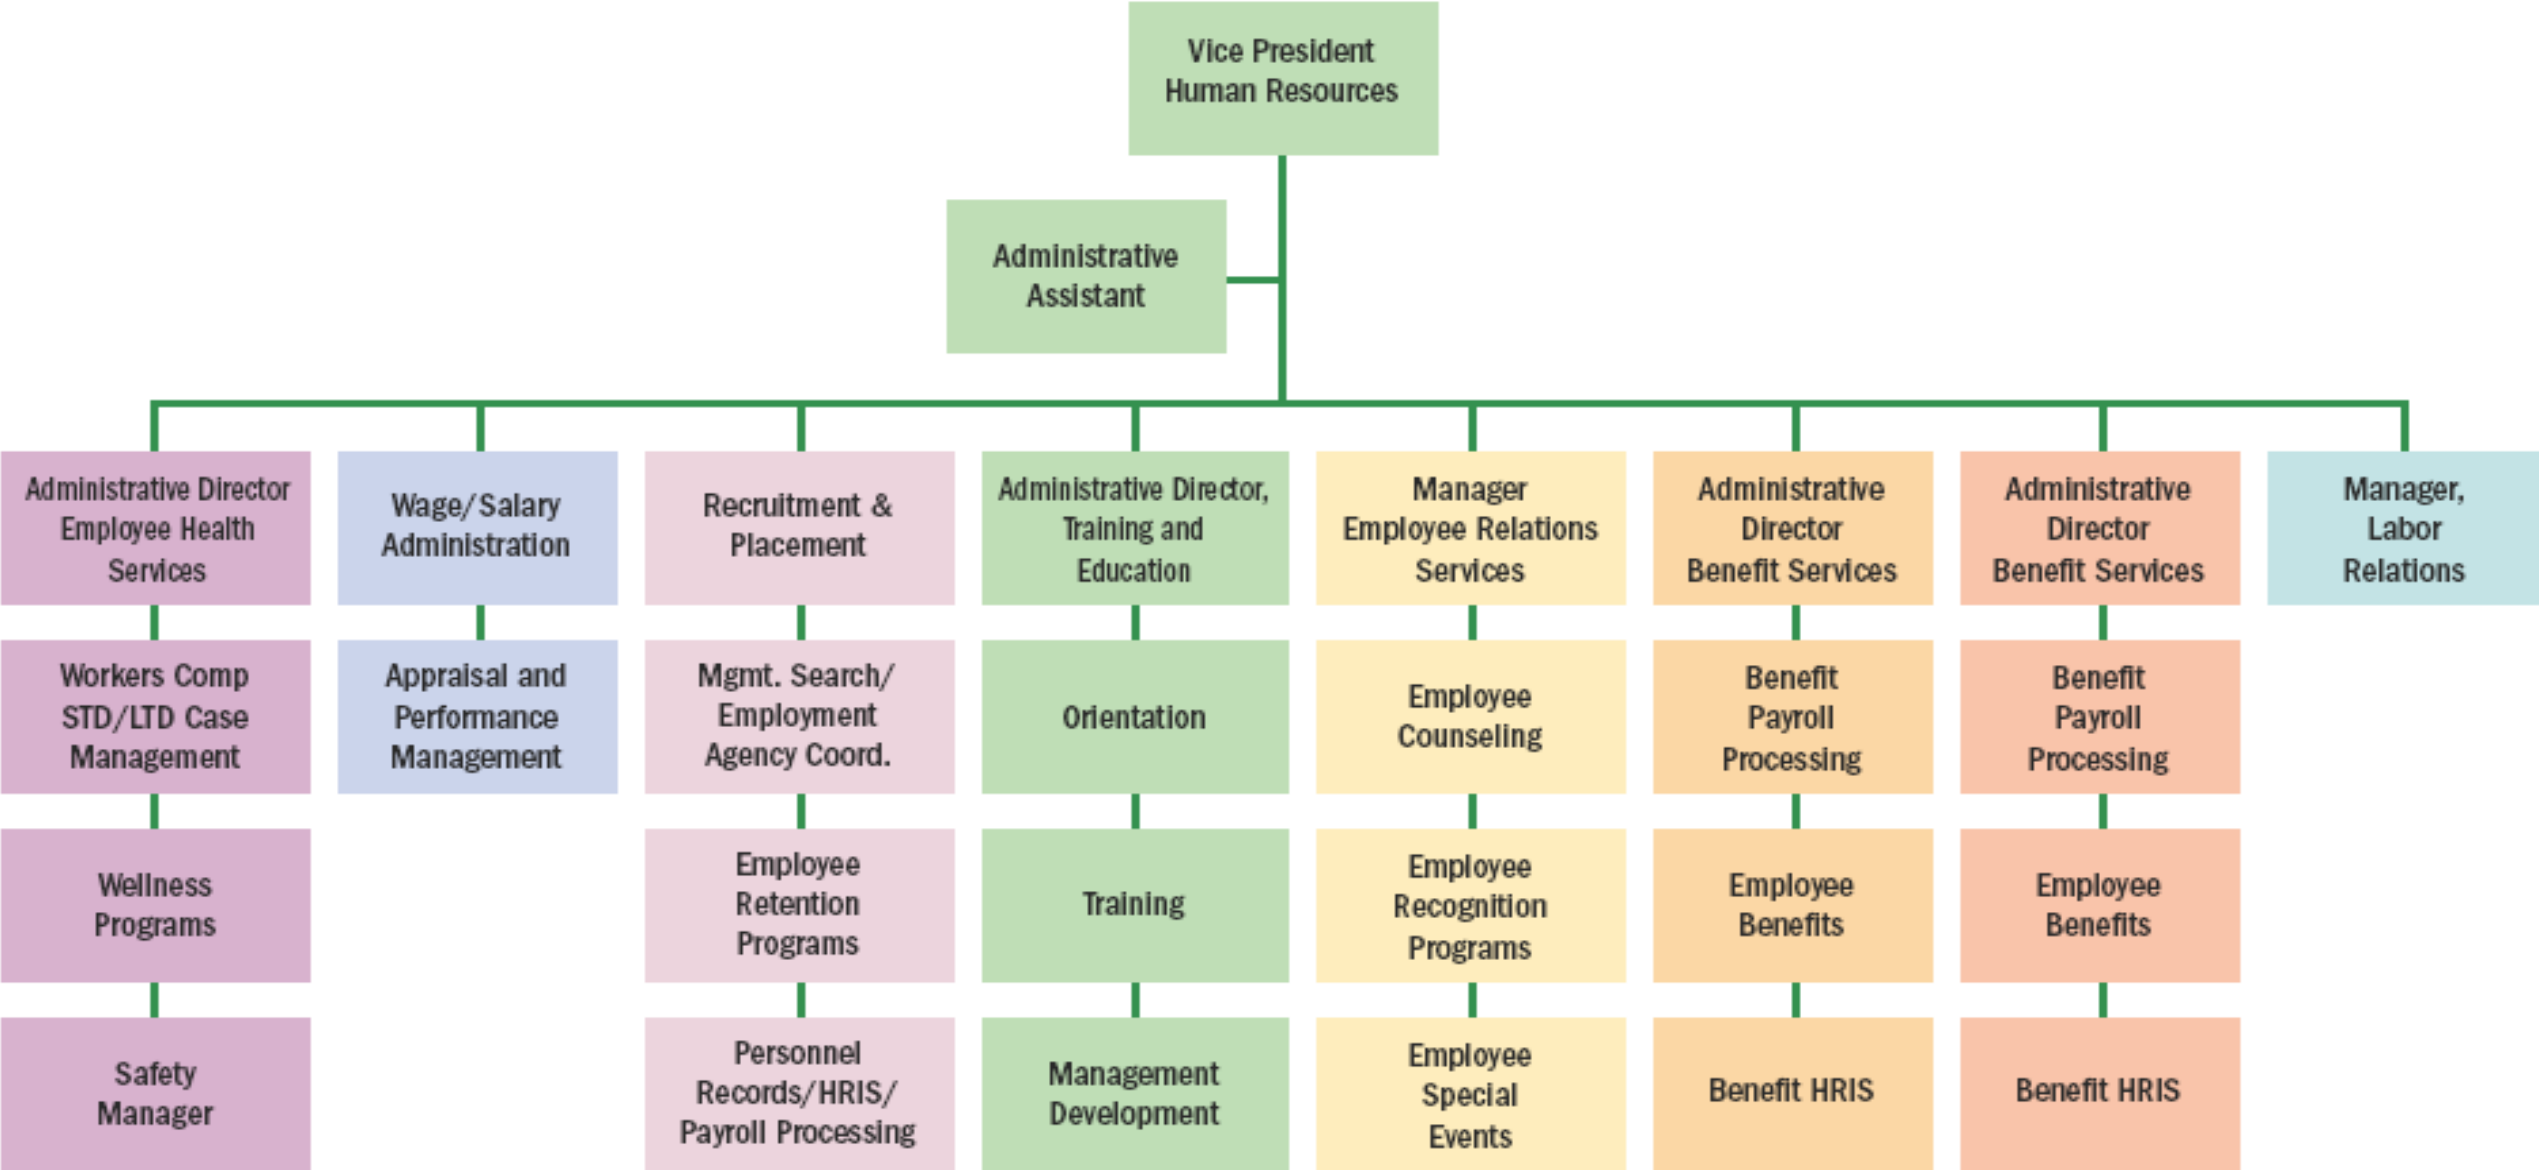 Vice President
Human Resources
Administrative
Assistant
Administrative Director
Employee Health
Services
Wage/Salary
Administration
Recruitment &
Placement
Administrative Director,
Training and
Education
Manager
Employee Relations
Services
Administrative
Director
Benefit Services
Administrative
Director
Benefit Services
Manager,
Labor
Relations
Workers Comp
STD/LTD Case
Management
Appraisal and
Performance
Management
Mgmt. Search/
Employment
Agency Coord.
Orientation
Employee
Counseling
Benefit
Payroll
Processing
Benefit
Payroll
Processing
Wellness
Programs
Employee
Retention
Programs
Training
Employee
Recognition
Programs
Employee
Benefits
Employee
Benefits
Safety
Manager
Personnel
Records/HRIS/
Payroll Processing
Management
Development
Employee
Special
Events
Benefit HRIS
Benefit HRIS